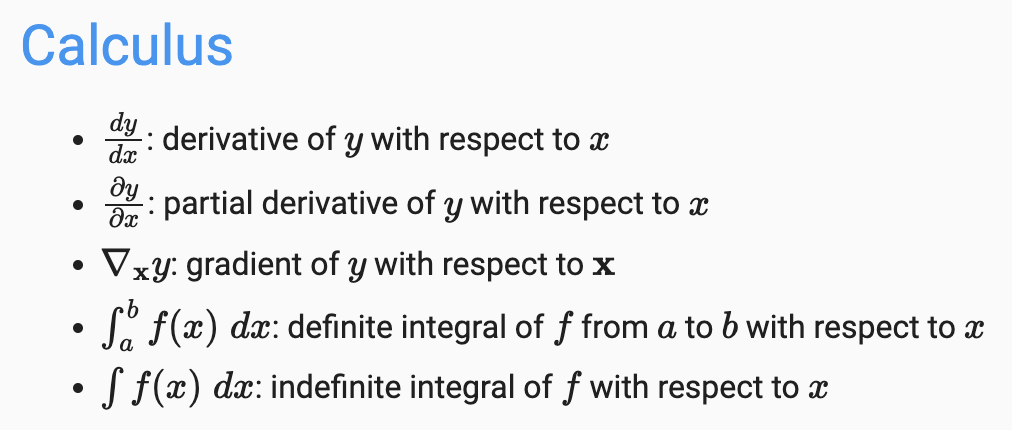 Calculus
• $\frac{dy}{dx}$: derivative of $y$ with respect to $x$
• $\frac{\partial y}{\partial x}$: partial derivative of $y$ with respect to $x$
• $\nabla_{\mathbf{x}} y$: gradient of $y$ with respect to $\mathbf{x}$
• $\int_a^b f(x) \, dx$: definite integral of $f$ from $a$ to $b$ with respect to $x$
• $\int f(x) \, dx$: indefinite integral of $f$ with respect to $x$